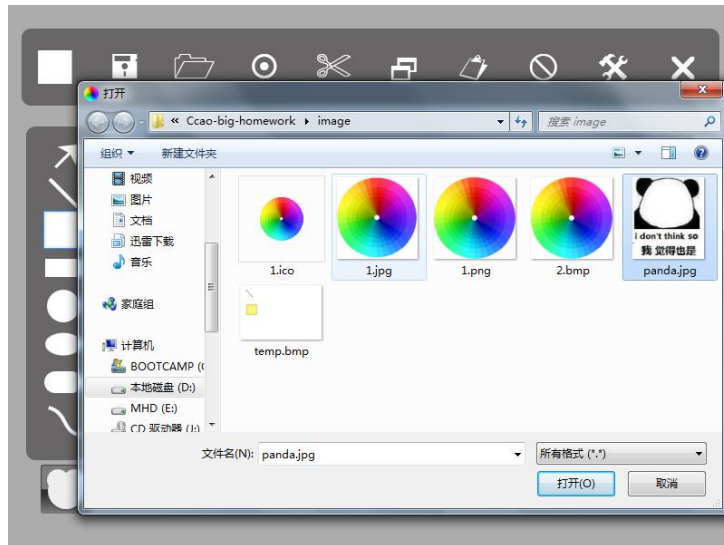 打开
« Ccao-big-homework ▸ image
搜索 image
组织 ▾ 新建文件夹
视频
图片
文档
迅雷下载
音乐
家庭组
计算机
BOOTCAMP (
本地磁盘 (D:)
MHD (E:)
CD 驱动器 (J:)
1.ico
1.jpg
1.png
2.bmp
i don't think so
我 觉得也是
panda.jpg
temp.bmp
文件名(N): panda.jpg
所有格式 (*.*)
打开(O)
取消